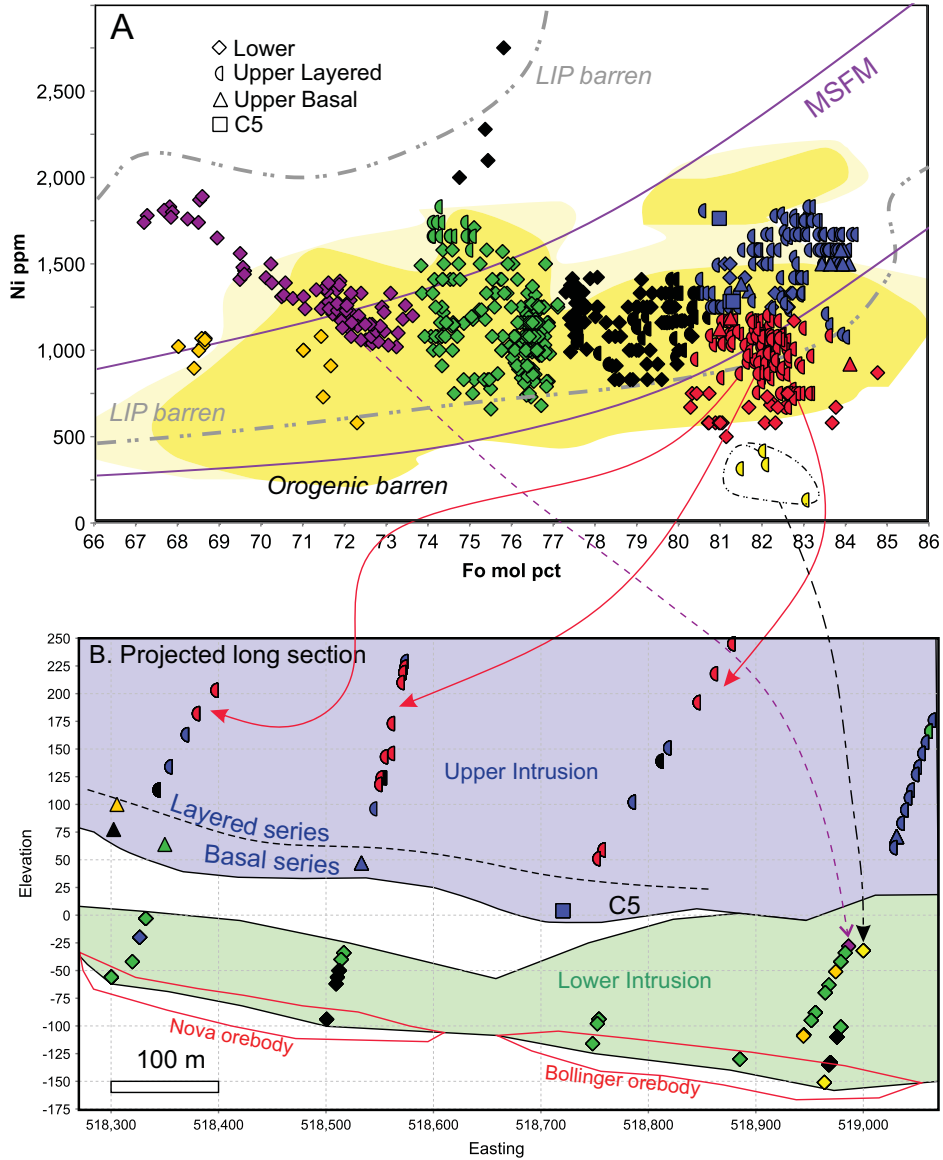 A
Lower
Upper Layered
Upper Basal
C5
LIP barren
MSFM
LIP barren
Orogenic barren
Ni ppm
2,500
2,000
1,500
1,000
500
0
66 67 68 69 70 71 72 73 74 75 76 77 78 79 80 81 82 83 84 85 86
Fo mol pct
B. Projected long section
Upper Intrusion
Layered series
Basal series
C5
Lower Intrusion
Nova orebody
Bollinger orebody
100 m
Elevation
250
225
200
175
150
125
100
75
50
25
0
-25
-50
-75
-100
-125
-150
-175
518,300 518,400 518,500 518,600 518,700 518,800 518,900 519,000
Easting